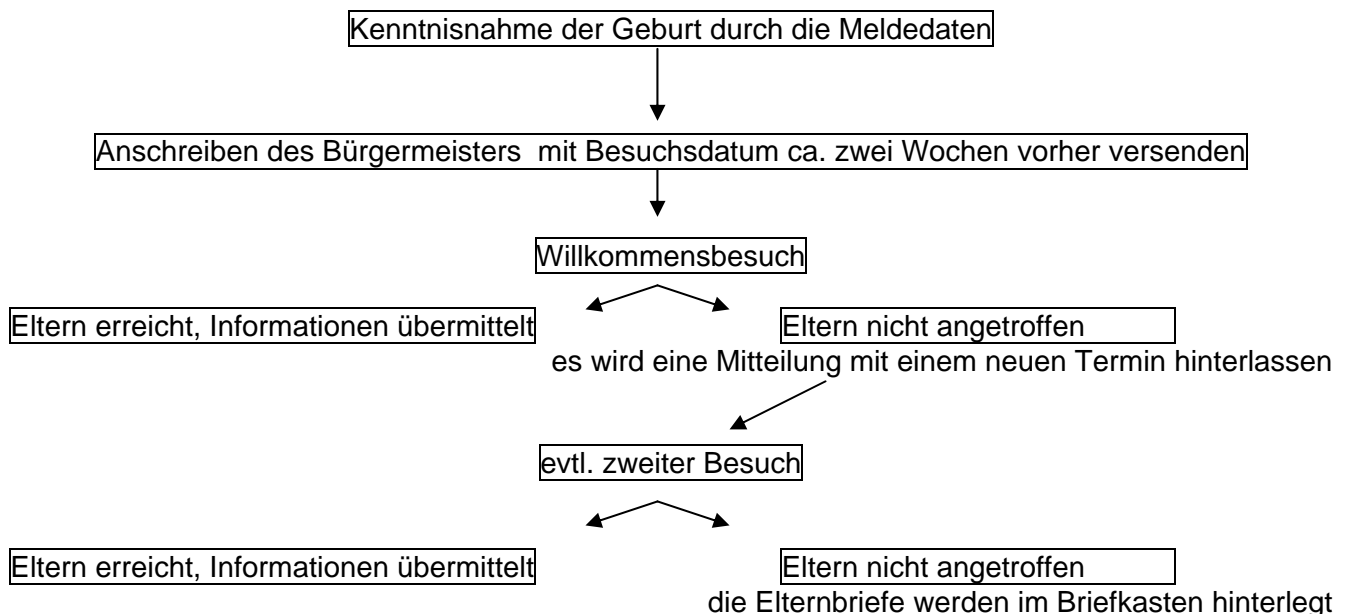 Kenntnisnahme der Geburt durch die Meldedaten
Anschreiben des Bürgermeisters  mit Besuchsdatum ca. zwei Wochen vorher versenden
Willkommensbesuch
Eltern erreicht, Informationen übermittelt
Eltern nicht angetroffen
es wird eine Mitteilung mit einem neuen Termin hinterlassen
evtl. zweiter Besuch
Eltern erreicht, Informationen übermittelt
Eltern nicht angetroffen
die Elternbriefe werden im Briefkasten hinterlegt